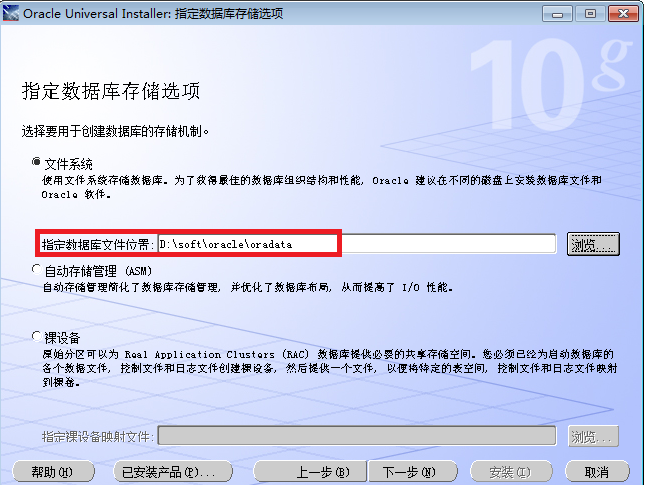 Oracle Universal Installer: 指定数据库存储选项
10g
指定数据库存储选项
选择要用于创建数据库的存储机制。
文件系统
使用文件系统存储数据库。为了获得最佳的数据库组织结构和性能, Oracle 建议在不同的磁盘上安装数据库文件和
Oracle 软件。
指定数据库文件位置: D:\soft\oracle\oradata 浏览...
自动存储管理 (ASM)
自动存储管理简化了数据库存储管理, 并优化了数据库布局, 从而提高了 I/O 性能。
裸设备
原始分区可以为 Real Application Clusters (RAC) 数据库提供必要的共享存储空间。您必须已经为启动数据库的
各个数据文件, 控制文件和日志文件创建裸设备, 然后提供一个文件, 以便将特定的表空间, 控制文件和日志文件映射
到裸卷。
指定裸设备映射文件: 浏览...
帮助(H) 已安装产品(P)... 上一步(B) 下一步(N) 安装(I) 取消